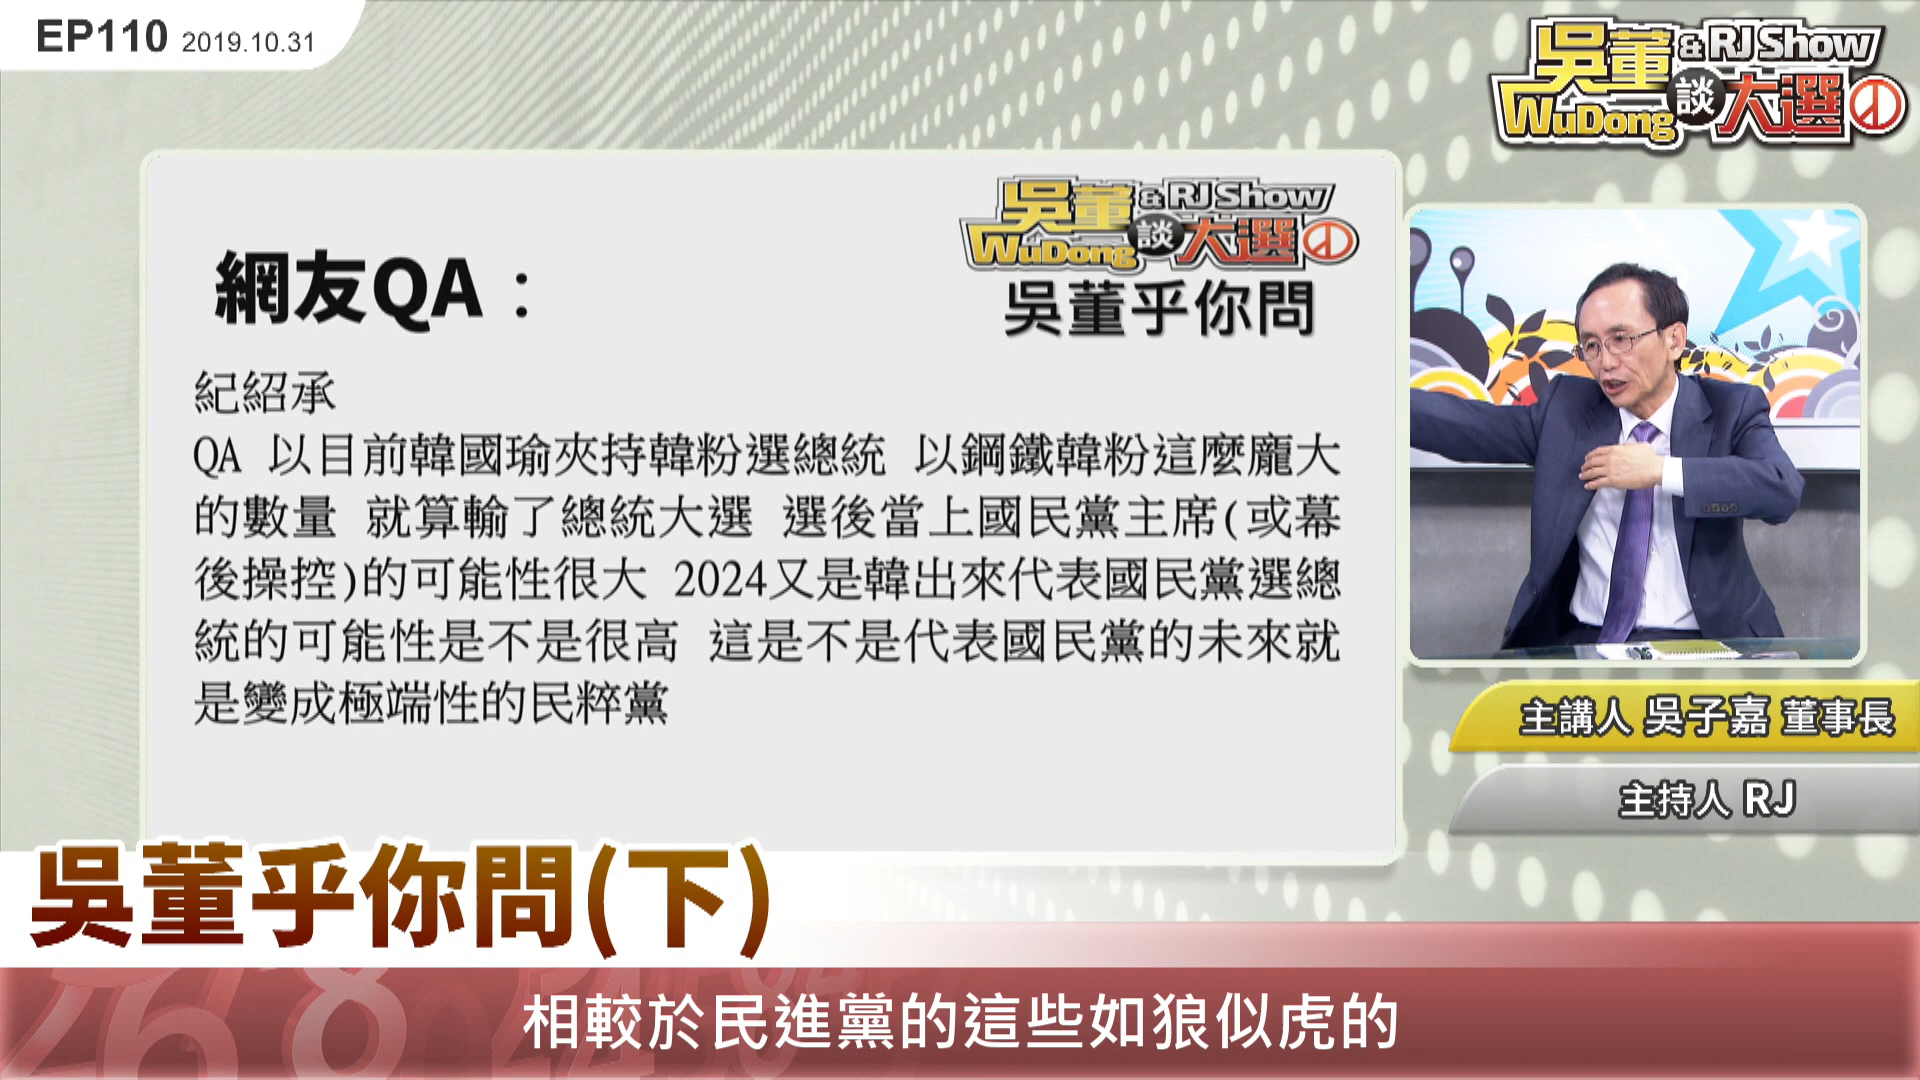 EP110 2019.10.31
吳董 & RJ Show
WuDong 談 大選
吳董 & RJ Show
WuDong 談 大選
吳董乎你問
網友QA：
紀紹承
QA 以目前韓國瑜夾持韓粉選總統 以鋼鐵韓粉這麼龐大
的數量 就算輸了總統大選 選後當上國民黨主席(或幕
後操控)的可能性很大 2024又是韓出來代表國民黨選總
統的可能性是不是很高 這是不是代表國民黨的未來就
是變成極端性的民粹黨
主講人 吳子嘉 董事長
主持人 RJ
吳董乎你問(下)
相較於民進黨的這些如狼似虎的